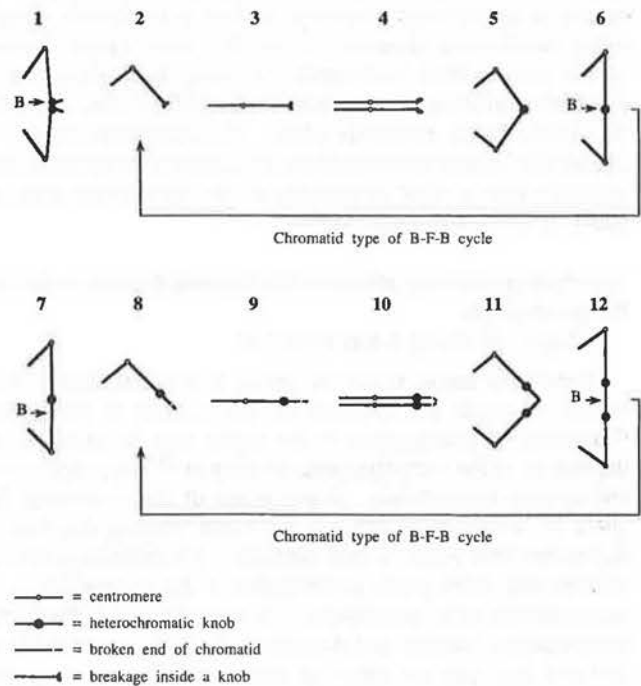 1 2 3 4 5 6
B B
Chromatid type of B-F-B cycle
7 8 9 10 11 12
B B
Chromatid type of B-F-B cycle
= centromere
= heterochromatic knob
= broken end of chromatid
= breakage inside a knob